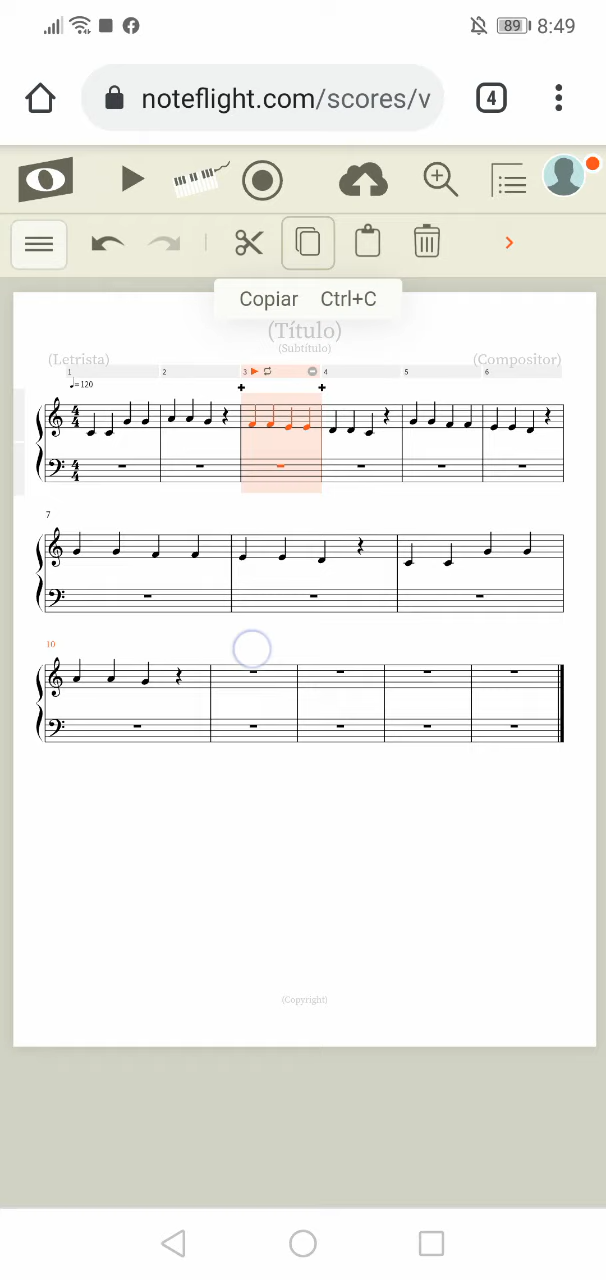 89 8:49
noteflight.com/scores/v
4
Copiar Ctrl+C
(Título)
(Subtítulo)
(Letrista) (Compositor)
1 2 3 4 5 6
♩=120
7
10
(Copyright)